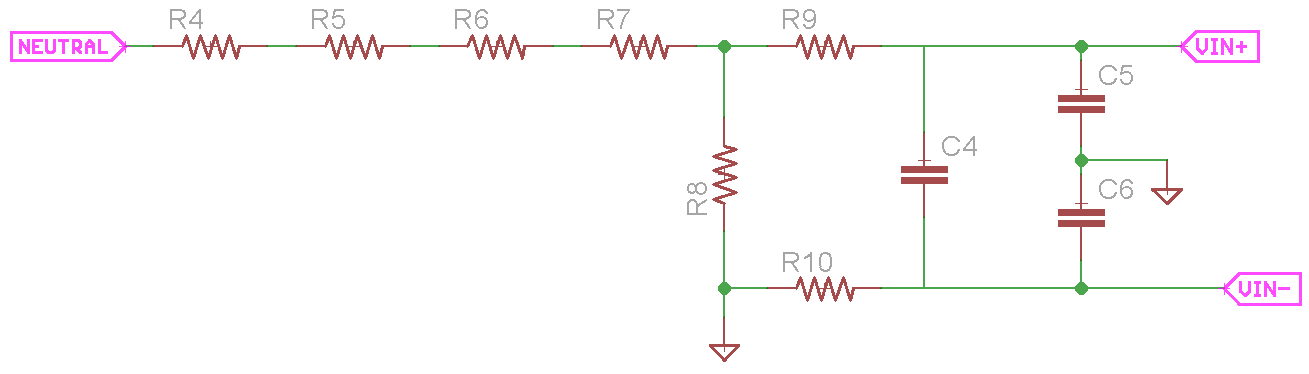 R4 R5 R6 R7 R9
NEUTRAL VIN+
C5
C4
R8 C6
R10
VIN-